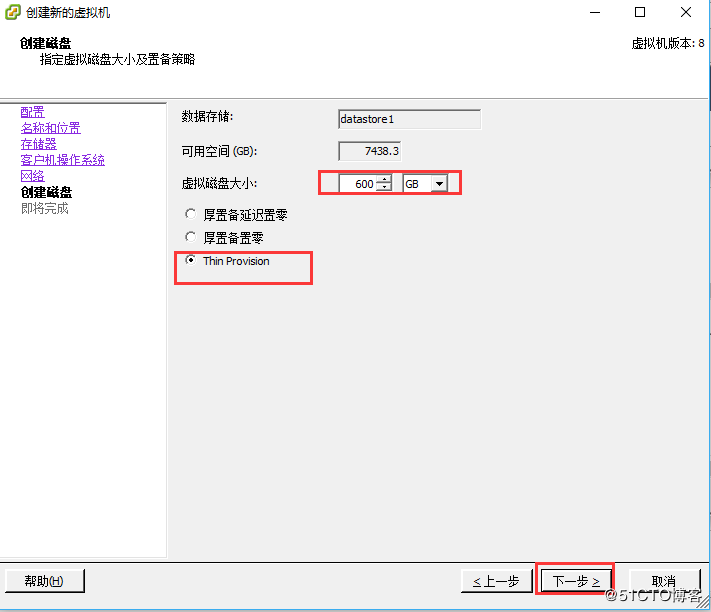 创建新的虚拟机
创建磁盘
指定虚拟磁盘大小及置备策略
虚拟机版本: 8
配置
名称和位置
存储器
客户机操作系统
网络
创建磁盘
即将完成
数据存储:
datastore1
可用空间 (GB):
7438.3
虚拟磁盘大小:
600
GB
厚置备延迟置零
厚置备置零
Thin Provision
帮助(H)
< 上一步
下一步 >
取消
@51CTO博客